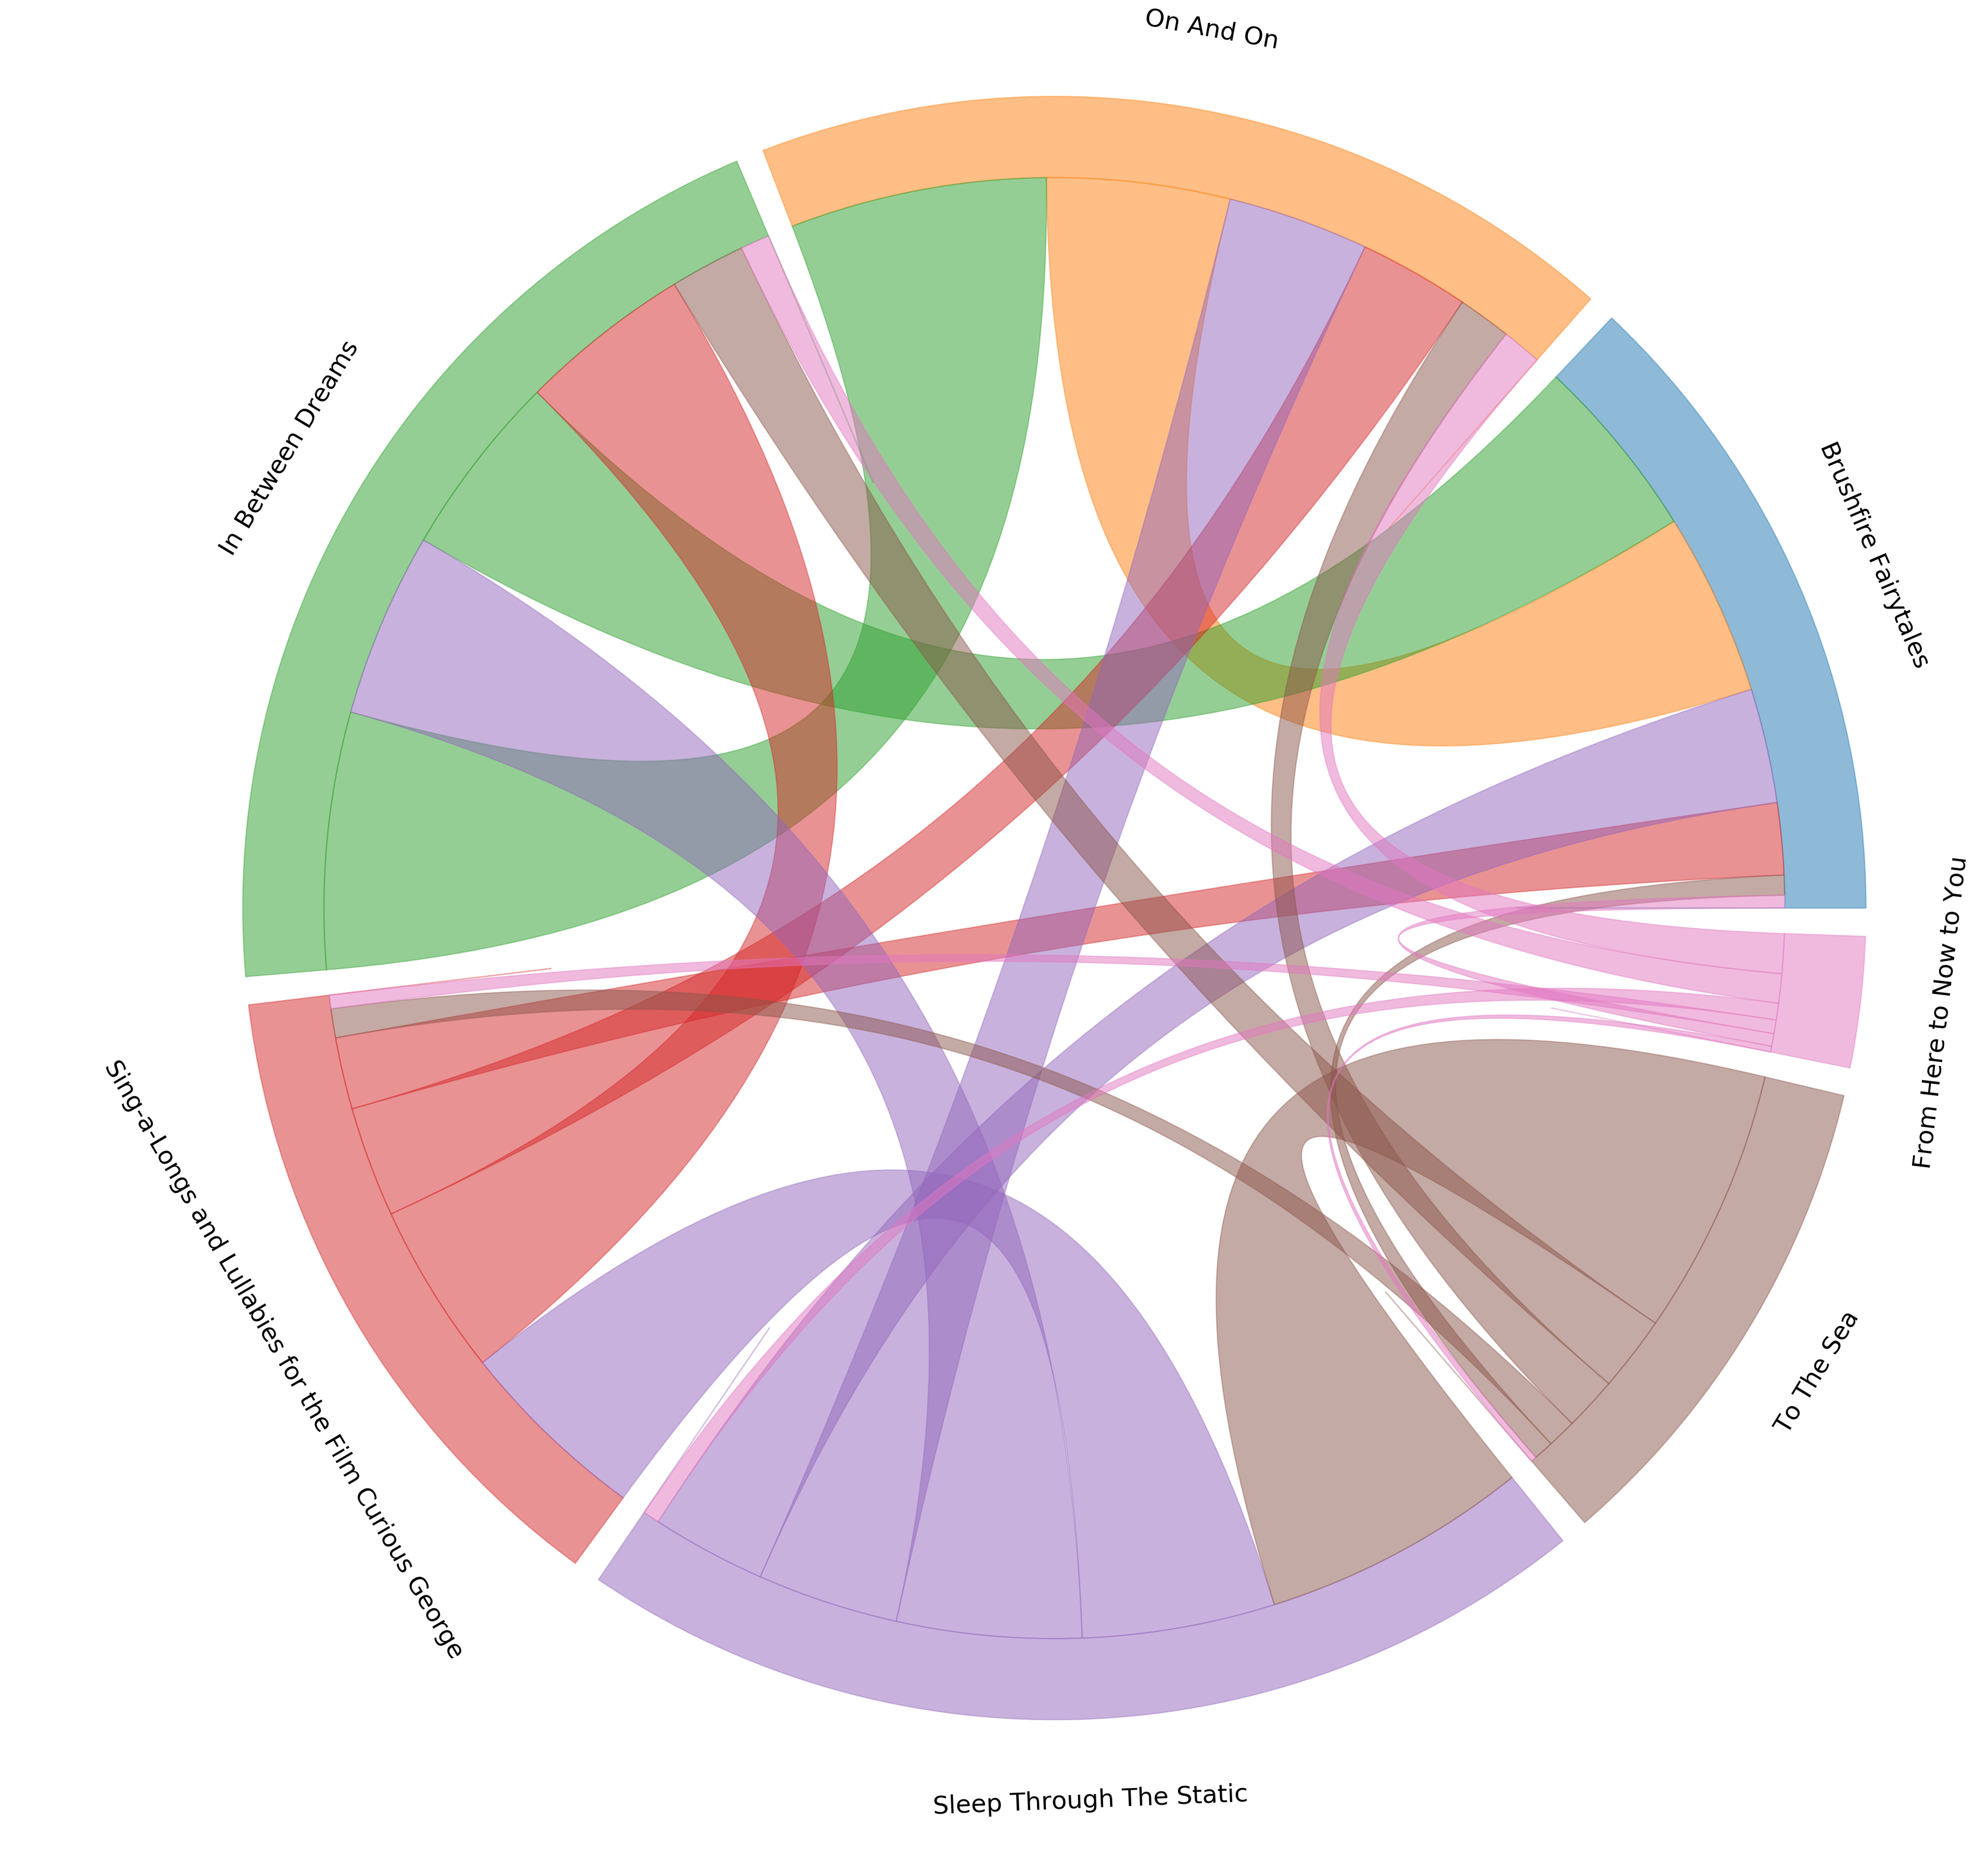 On And On
Brushfire Fairytales
In Between Dreams
From Here to Now to You
Sing-a-Longs and Lullabies for the Film Curious George
To The Sea
Sleep Through The Static